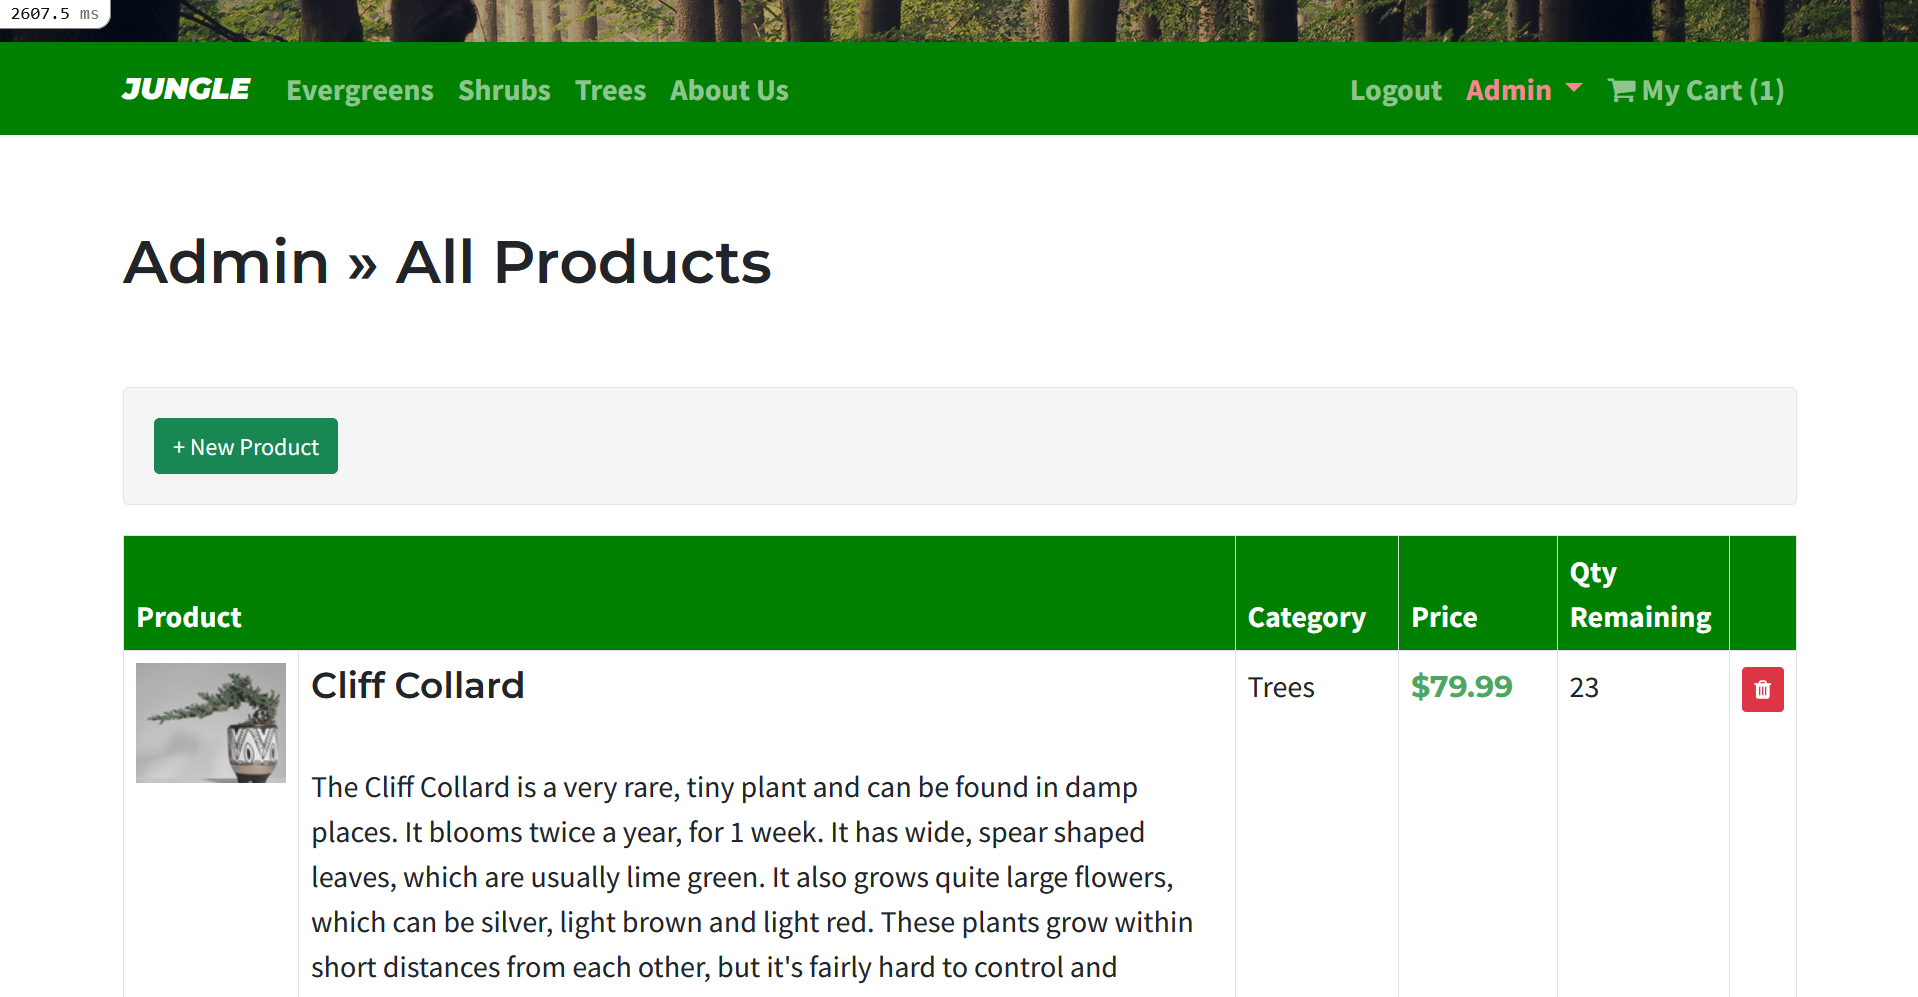 2607.5 ms
JUNGLE Evergreens Shrubs Trees About Us Logout Admin My Cart (1)
Admin » All Products
+ New Product
Product Category Price Qty Remaining
Cliff Collard Trees $79.99 23
The Cliff Collard is a very rare, tiny plant and can be found in damp
places. It blooms twice a year, for 1 week. It has wide, spear shaped
leaves, which are usually lime green. It also grows quite large flowers,
which can be silver, light brown and light red. These plants grow within
short distances from each other, but it's fairly hard to control and